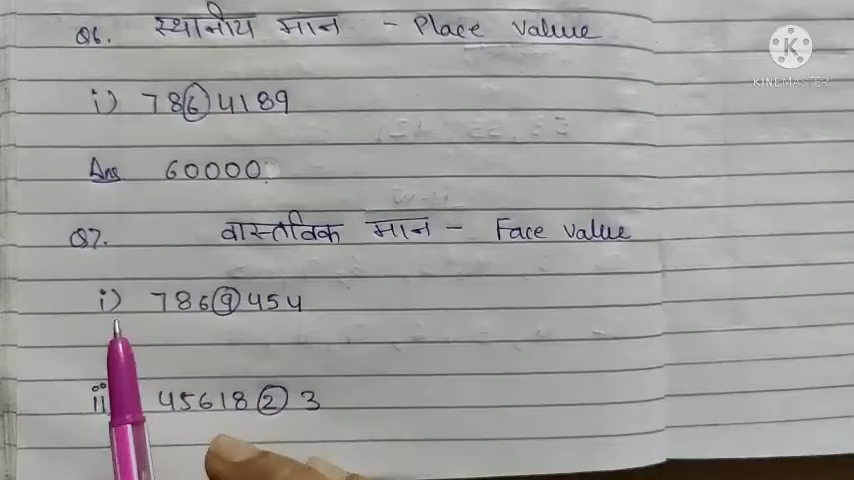 Q6. स्थानीय मान - Place value
i) 7864189
Ans 60000.
Q7. वास्तविक मान - Face value
i) 7869454
ii 4561823
K
KINEMASTER